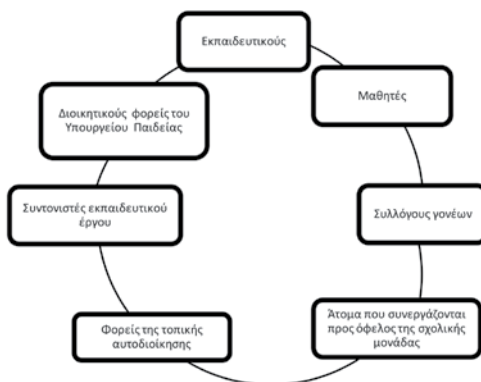 Εκπαιδευτικούς
Μαθητές
Συλλόγους γονέων
Άτομα που συνεργάζονται
προς όφελος της σχολικής
μονάδας
Φορείς της τοπικής
αυτοδιοίκησης
Συντονιστές εκπαιδευτικού
έργου
Διοικητικούς φορείς του
Υπουργείου Παιδείας